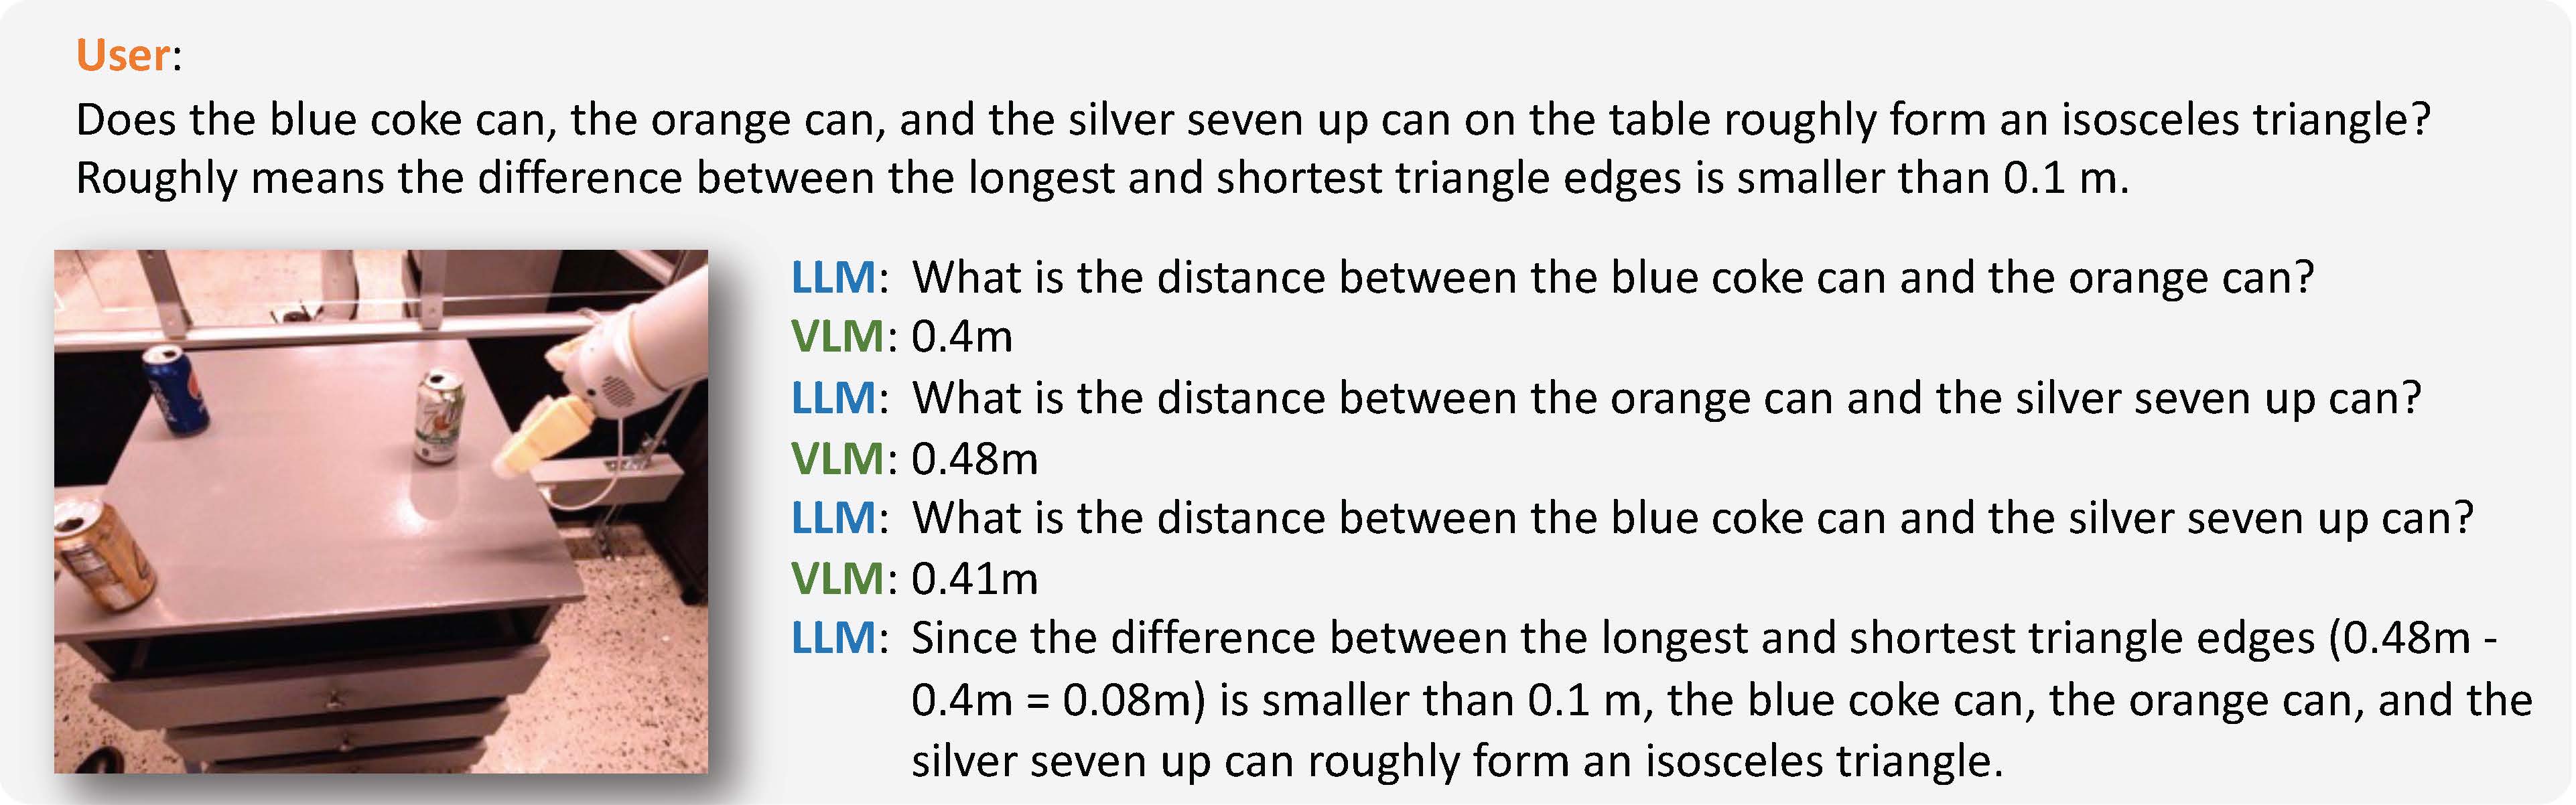 User:
Does the blue coke can, the orange can, and the silver seven up can on the table roughly form an isosceles triangle?
Roughly means the difference between the longest and shortest triangle edges is smaller than 0.1 m.
LLM: What is the distance between the blue coke can and the orange can?
VLM: 0.4m
LLM: What is the distance between the orange can and the silver seven up can?
VLM: 0.48m
LLM: What is the distance between the blue coke can and the silver seven up can?
VLM: 0.41m
LLM: Since the difference between the longest and shortest triangle edges (0.48m -
0.4m = 0.08m) is smaller than 0.1 m, the blue coke can, the orange can, and the
silver seven up can roughly form an isosceles triangle.